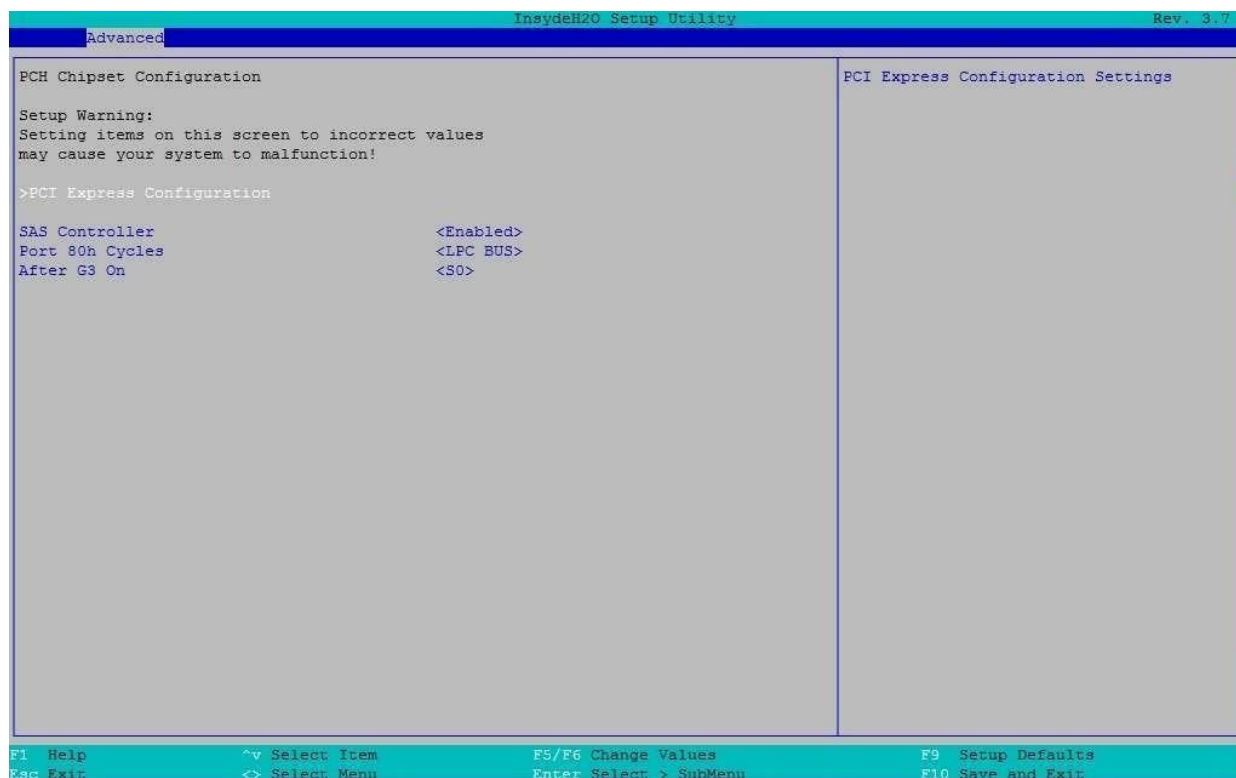 InsydeH2O Setup Utility Rev. 3.7
Advanced
PCH Chipset Configuration
PCI Express Configuration Settings
Setup Warning:
Setting items on this screen to incorrect values
may cause your system to malfunction!
>PCI Express Configuration
SAS Controller <Enabled>
Port 80h Cycles <LPC BUS>
After G3 On <S0>
F1 Help ^v Select Item F5/F6 Change Values F9 Setup Defaults
Esc Exit <> Select Menu Enter Select > SubMenu F10 Save and Exit